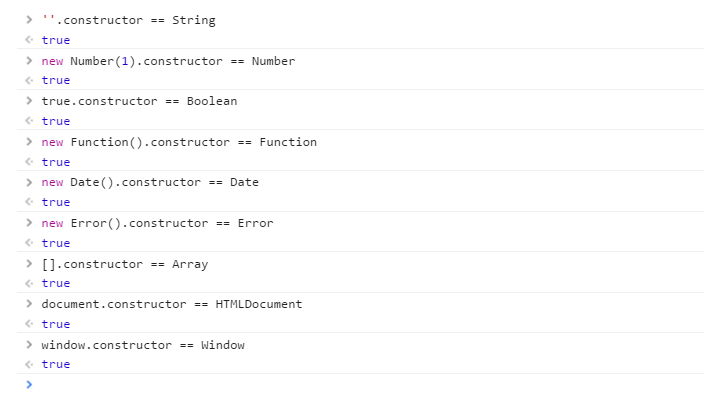 ''.constructor == String
true
new Number(1).constructor == Number
true
true.constructor == Boolean
true
new Function().constructor == Function
true
new Date().constructor == Date
true
new Error().constructor == Error
true
[].constructor == Array
true
document.constructor == HTMLDocument
true
window.constructor == Window
true